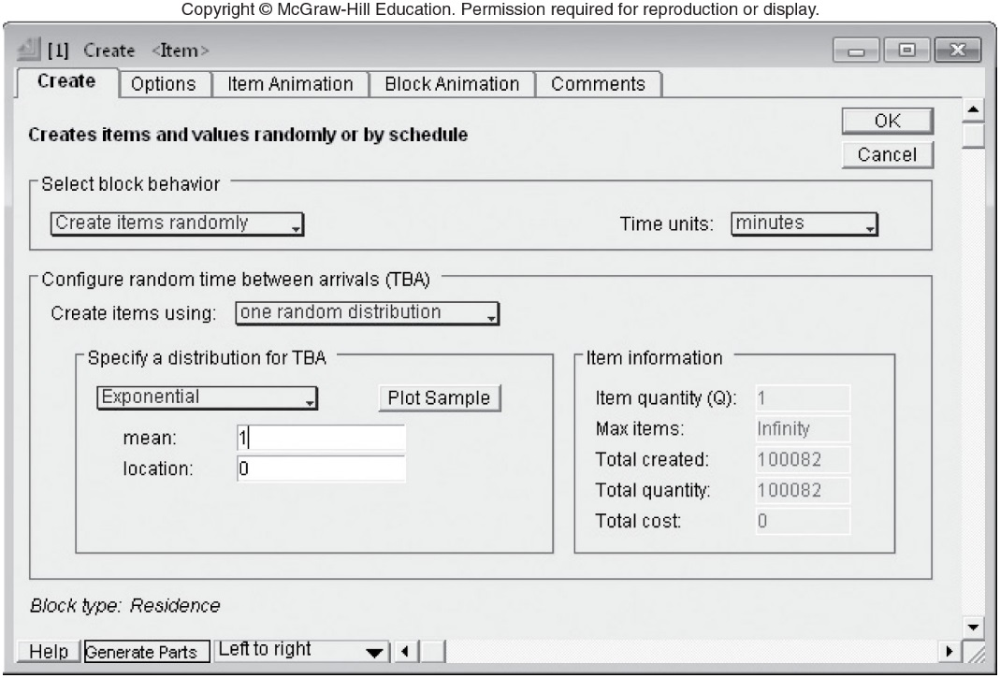 Copyright © McGraw-Hill Education. Permission required for reproduction or display.
[1] Create <Item>
Create Options Item Animation Block Animation Comments
Creates items and values randomly or by schedule
OK
Cancel
Select block behavior
Create items randomly Time units: minutes
Configure random time between arrivals (TBA)
Create items using: one random distribution
Specify a distribution for TBA
Exponential Plot Sample
mean: 1
location: 0
Item information
Item quantity (Q): 1
Max items: Infinity
Total created: 100082
Total quantity: 100082
Total cost: 0
Block type: Residence
Help Generate Parts Left to right